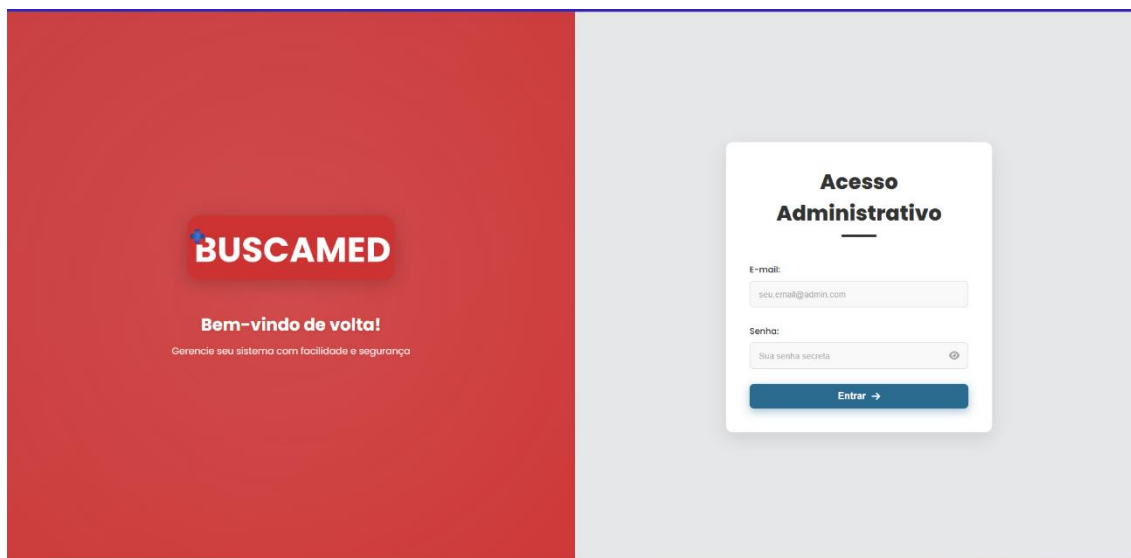 BUSCAMED
Bem-vindo de volta!
Gerencie seu sistema com facilidade e segurança
Acesso
Administrativo
E-mail:
seu.email@admin.com
Senha:
Sua senha secreta
Entrar →